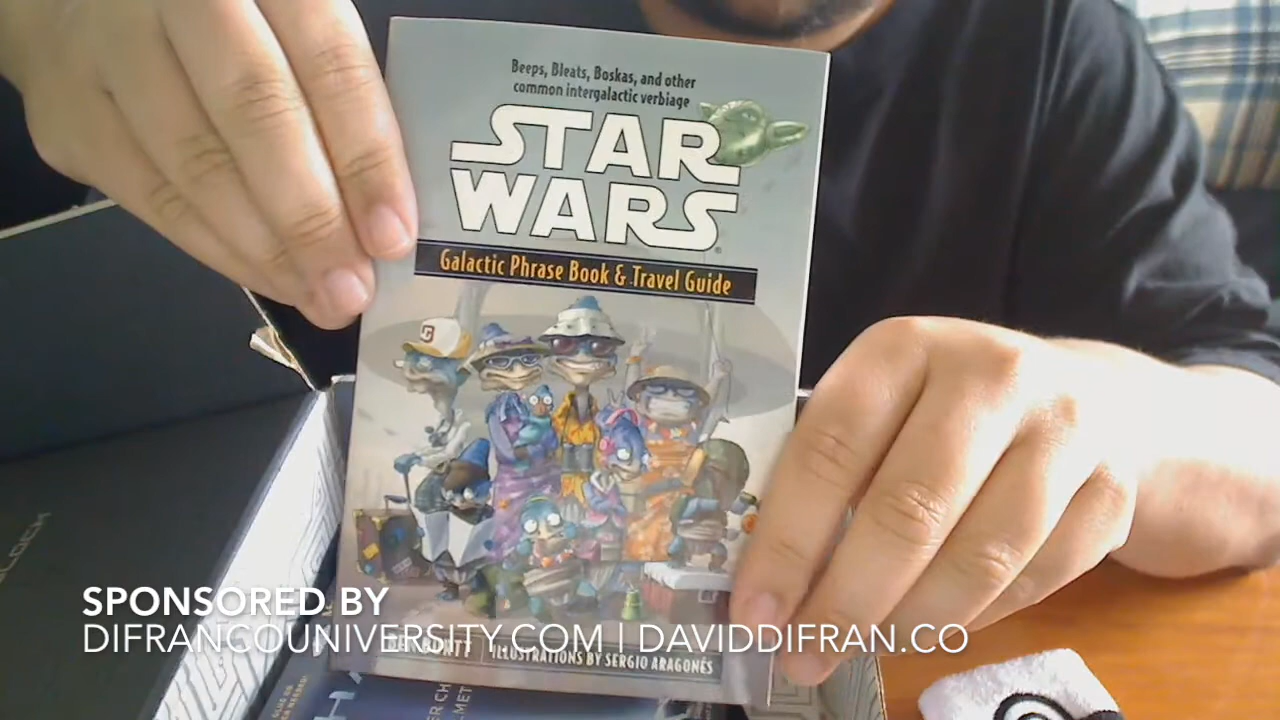 Beeps, Bleats, Boskas, and other
common intergalactic verbiage
STAR
WARS
Galactic Phrase Book & Travel Guide
SPONSORED BY
DIFRANCOUNIVERSITY.COM | DAVIDDIFRAN.CO
BURTT ILLUSTRATIONS BY SERGIO ARAGONÉS